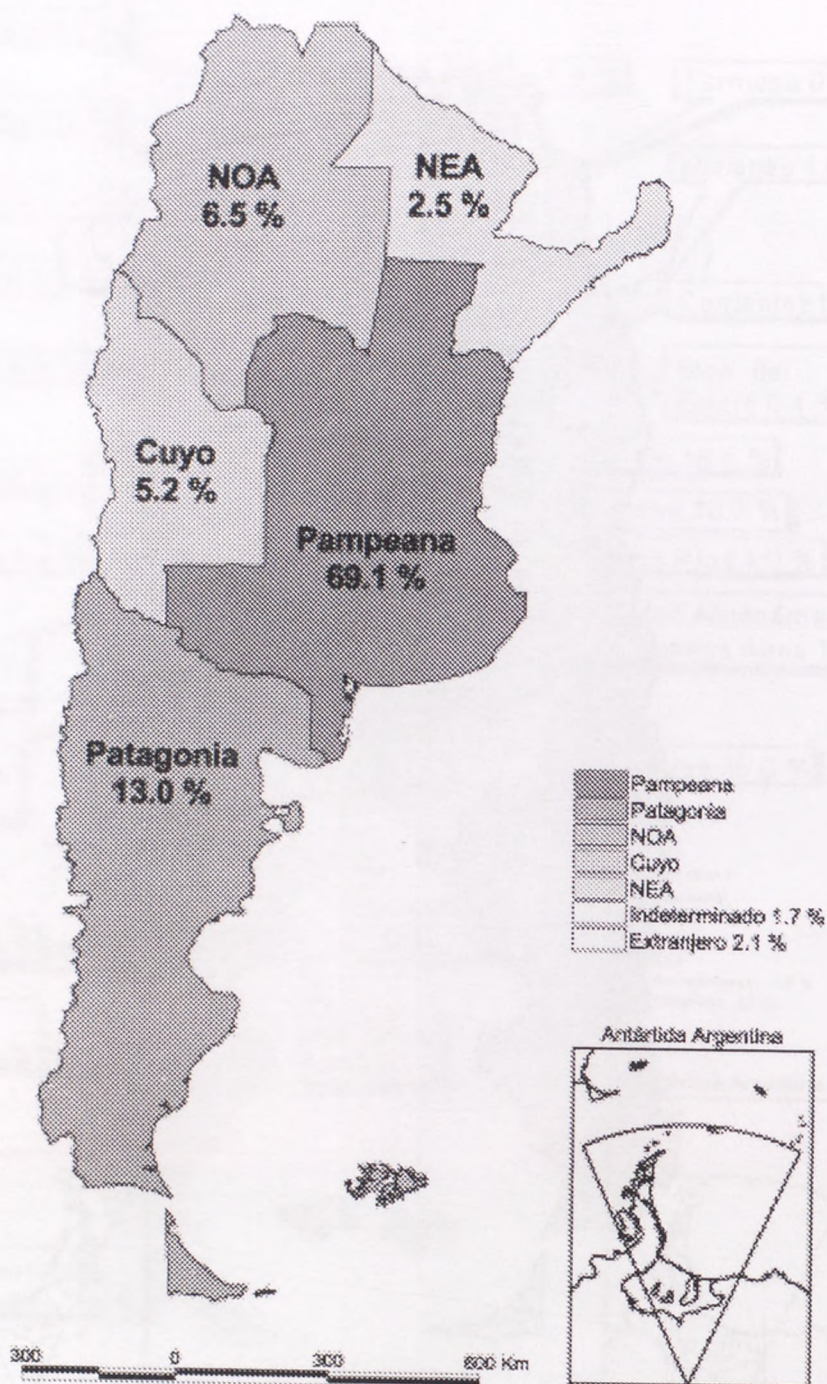 NOA
6.5 %
NEA
2.5 %
Cuyo
5.2 %
Pampeana
69.1 %
Patagonia
13.0 %
Pampeana
Patagonia
NOA
Cuyo
NEA
Indeterminado 1.7 %
Extranjero 2.1 %
Antártida Argentina
300 0 300 600 Km